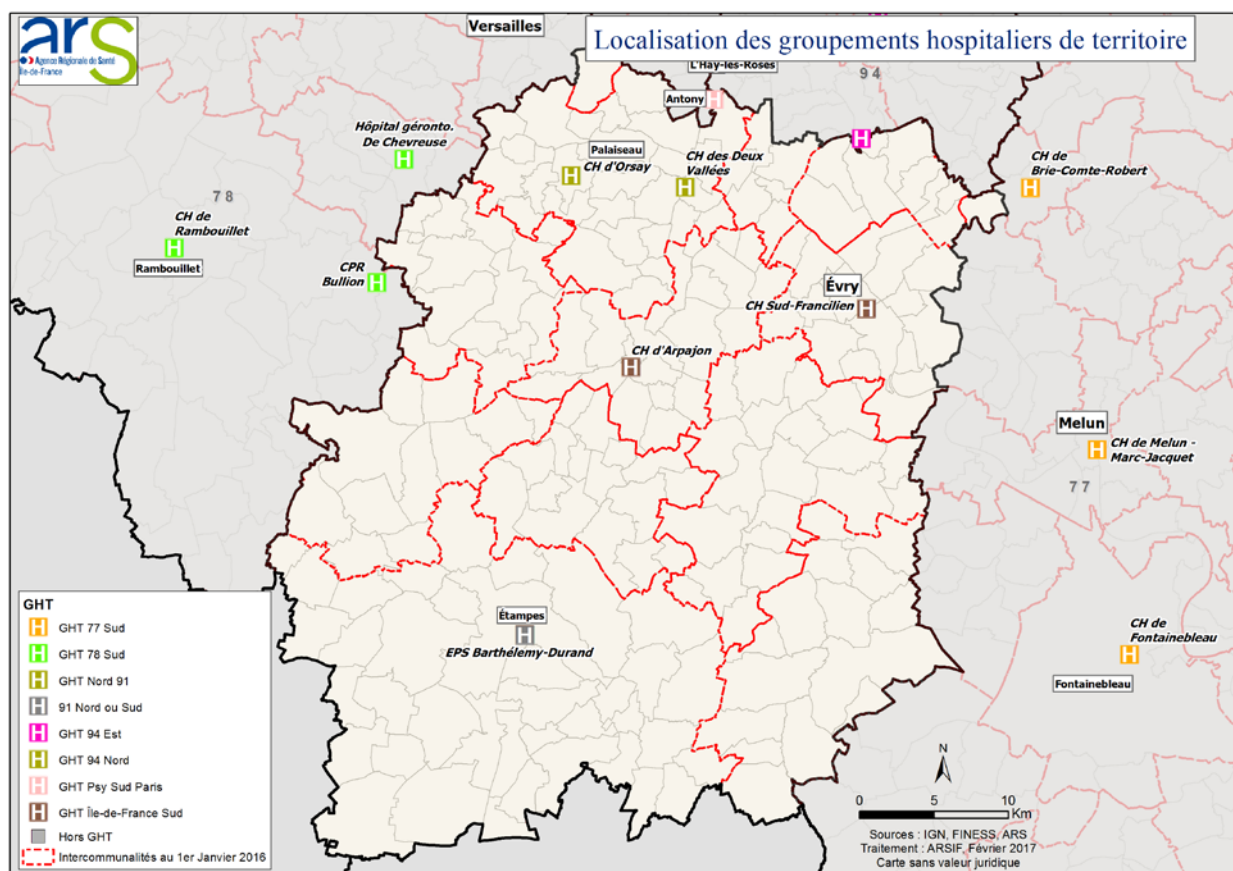 ars
Agence Régionale de Santé
Île-de-France
Versailles
Localisation des groupements hospitaliers de territoire
L'Haÿ-les-Roses
94
Antony
H
H
Hôpital géronto.
De Chevreuse
H
Palaiseau
CH d'Orsay
H
CH des Deux
Vallées
H
CH de
Brie-Comte-Robert
H
78
CH de
Rambouillet
H
Rambouillet
CPR
Bullion
H
Évry
CH Sud-Francilien
H
CH d'Arpajon
H
Melun
CH de Melun -
Marc-Jacquet
H
77
Étampes
H
EPS Barthélemy-Durand
CH de
Fontainebleau
H
Fontainebleau
GHT
H GHT 77 Sud
H GHT 78 Sud
H GHT Nord 91
H 91 Nord ou Sud
H GHT 94 Est
H GHT 94 Nord
H GHT Psy Sud Paris
H GHT Île-de-France Sud
Hors GHT
Intercommunalités au 1er Janvier 2016
N
0 5 10
Km
Sources : IGN, FINESS, ARS
Traitement : ARSIF, Février 2017
Carte sans valeur juridique